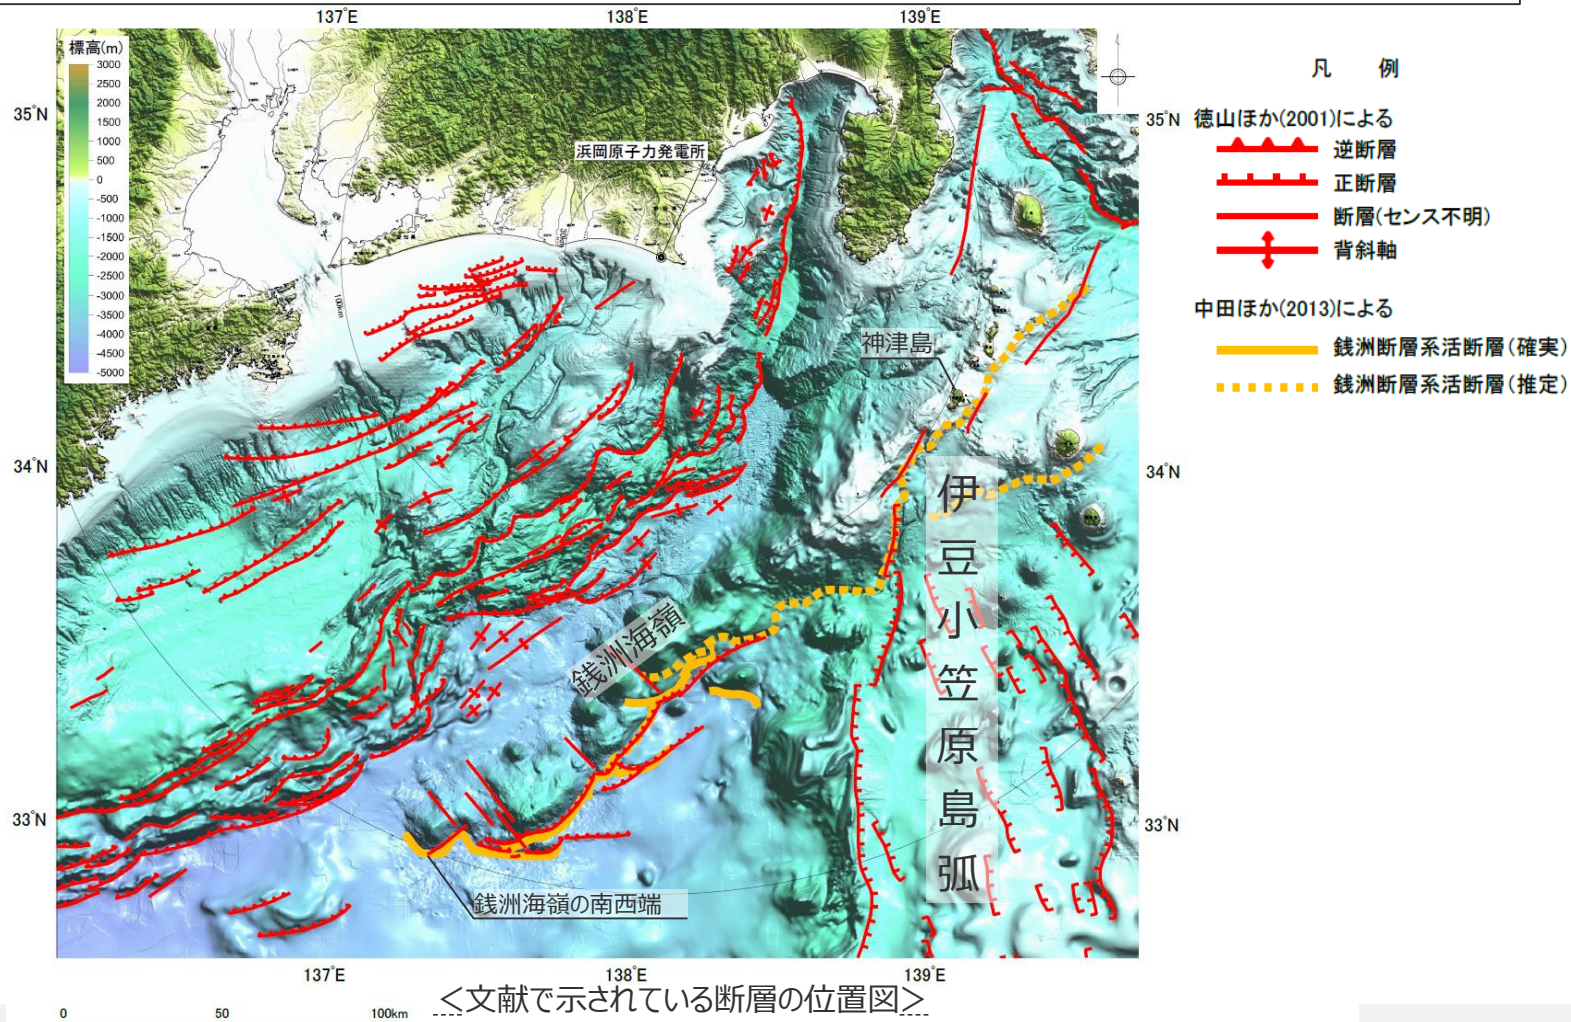 137°E
138°E
139°E
標高(m)
3000
2500
2000
1500
1000
500
0
-500
-1000
-1500
-2000
-2500
-3000
-3500
-4000
-4500
-5000
35°N
34°N
33°N
浜岡原子力発電所
30km
100km
神津島
銭洲海嶺
伊豆小笠原島弧
銭洲海嶺の南西端
35°N
34°N
33°N
凡 例
徳山ほか(2001)による
逆断層
正断層
断層(センス不明)
背斜軸
中田ほか(2013)による
銭洲断層系活断層(確実)
銭洲断層系活断層(推定)
137°E
138°E
139°E
0 50 100km
<文献で示されている断層の位置図>